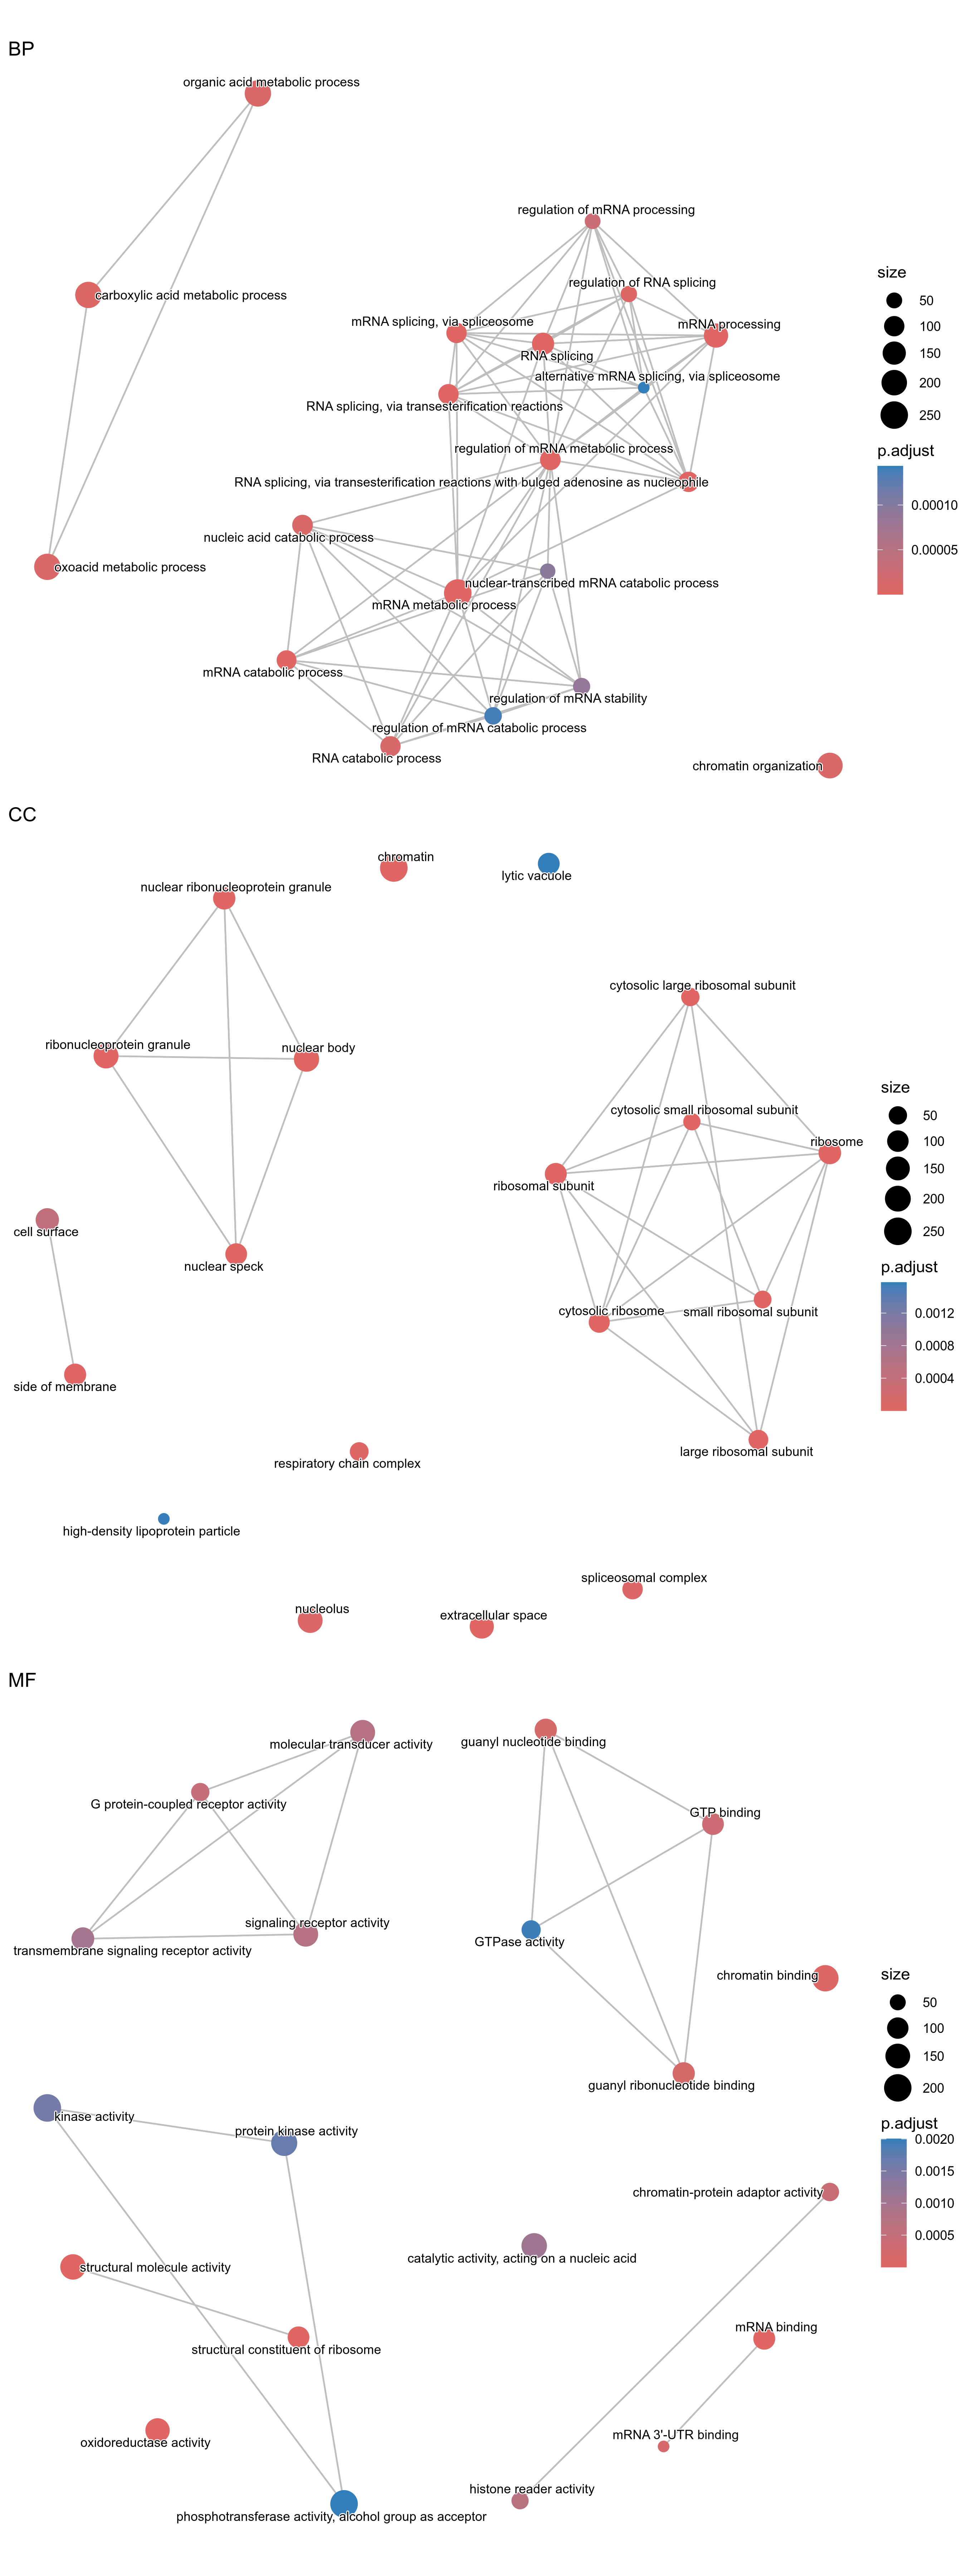 BP
organic acid metabolic process
regulation of mRNA processing
size
regulation of RNA splicing
carboxylic acid metabolic process
50
mRNA splicing, via spliceosome
mRNA processing
100
RNA splicing
150
alternative mRNA splicing, via spliceosome
200
RNA splicing, via transesterification reactions
250
regulation of mRNA metabolic process
p.adjust
RNA splicing, via transesterification reactions with bulged adenosine as nucleophile
0.00010
nucleic acid catabolic process
0.00005
oxoacid metabolic process
nuclear-transcribed mRNA catabolic process
mRNA metabolic process
mRNA catabolic process
regulation of mRNA stability
regulation of mRNA catabolic process
RNA catabolic process
chromatin organization
CC
chromatin
lytic vacuole
nuclear ribonucleoprotein granule
cytosolic large ribosomal subunit
ribonucleoprotein granule
nuclear body
size
cytosolic small ribosomal subunit
50
ribosome
100
150
ribosomal subunit
200
cell surface
250
nuclear speck
p.adjust
cytosolic ribosome
small ribosomal subunit
0.0012
0.0008
0.0004
side of membrane
large ribosomal subunit
respiratory chain complex
high-density lipoprotein particle
spliceosomal complex
nucleolus
extracellular space
MF
molecular transducer activity
guanyl nucleotide binding
G protein-coupled receptor activity
GTP binding
signaling receptor activity
GTPase activity
transmembrane signaling receptor activity
size
chromatin binding
50
100
150
guanyl ribonucleotide binding
200
kinase activity
p.adjust
protein kinase activity
0.0020
0.0015
chromatin-protein adaptor activity
0.0010
0.0005
catalytic activity, acting on a nucleic acid
structural molecule activity
mRNA binding
structural constituent of ribosome
mRNA 3'-UTR binding
oxidoreductase activity
histone reader activity
phosphotransferase activity, alcohol group as acceptor